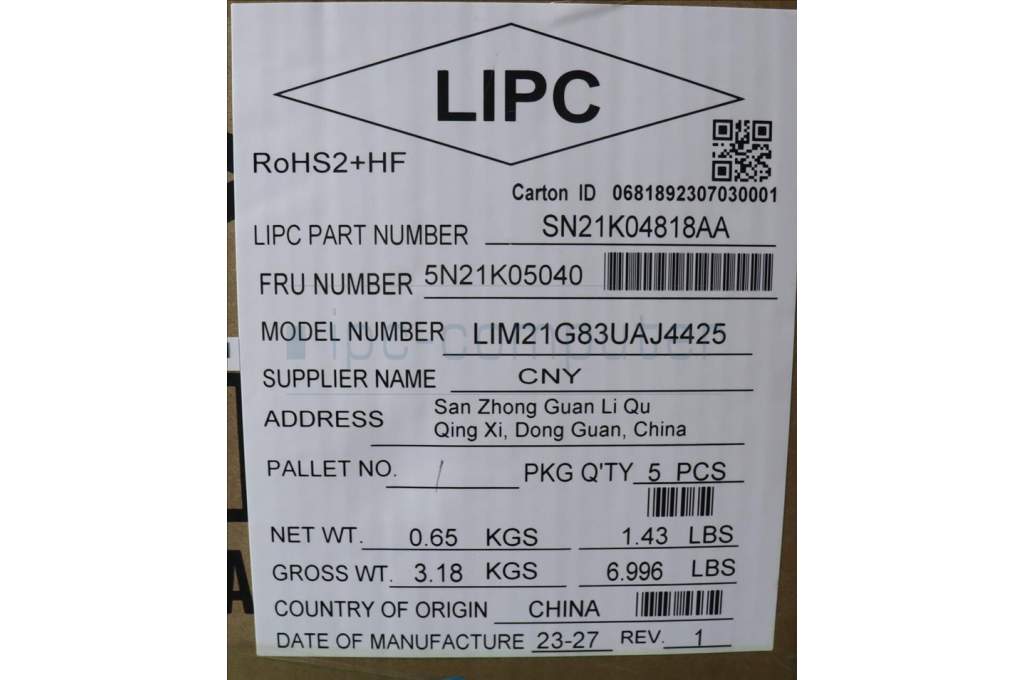 LIPC
RoHS2+HF
Carton ID 0681892307030001
LIPC PART NUMBER SN21K04818AA
FRU NUMBER 5N21K05040
MODEL NUMBER LIM21G83UAJ4425
ipc-computer
SUPPLIER NAME CNY
ADDRESS San Zhong Guan Li Qu
Qing Xi, Dong Guan, China
PALLET NO. / PKG Q'TY 5 PCS
NET WT. 0.65 KGS 1.43 LBS
GROSS WT. 3.18 KGS 6.996 LBS
COUNTRY OF ORIGIN CHINA
DATE OF MANUFACTURE 23-27 REV. 1